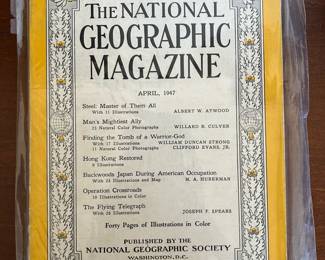 THE NATIONAL
GEOGRAPHIC
MAGAZINE
APRIL, 1947
Steel: Master of Them All
With 21 Illustrations ALBERT W. ATWOOD
Man's Mightiest Ally
25 Natural Color Photographs WILLARD R. CULVER
Finding the Tomb of a Warrior-God
With 17 Illustrations WILLIAM DUNCAN STRONG
11 Natural Color Photographs CLIFFORD EVANS, JR.
Hong Kong Restored
9 Illustrations
Backwoods Japan During American Occupation
With 24 Illustrations and Map M. A. HUBERMAN
Operation Crossroads
10 Illustrations in Color
The Flying Telegraph
With 26 Illustrations JOSEPH F. SPEARS
Forty Pages of Illustrations in Color
PUBLISHED BY THE
NATIONAL GEOGRAPHIC SOCIETY
WASHINGTON, D.C.